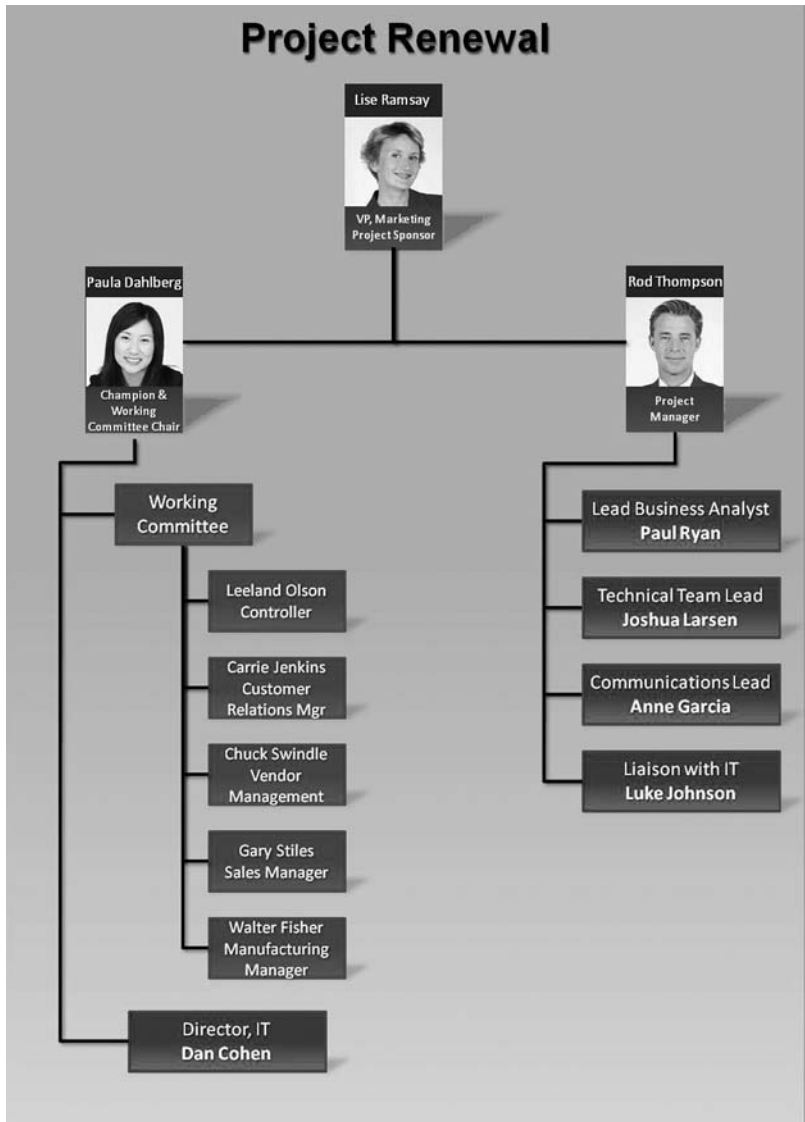 Project Renewal
Lise Ramsay
VP, Marketing
Project Sponsor
Paula Dahlberg
Champion &
Working
Committee Chair
Rod Thompson
Project
Manager
Working
Committee
Leeland Olson
Controller
Carrie Jenkins
Customer
Relations Mgr
Chuck Swindle
Vendor
Management
Gary Stiles
Sales Manager
Walter Fisher
Manufacturing
Manager
Director, IT
Dan Cohen
Lead Business Analyst
Paul Ryan
Technical Team Lead
Joshua Larsen
Communications Lead
Anne Garcia
Liaison with IT
Luke Johnson